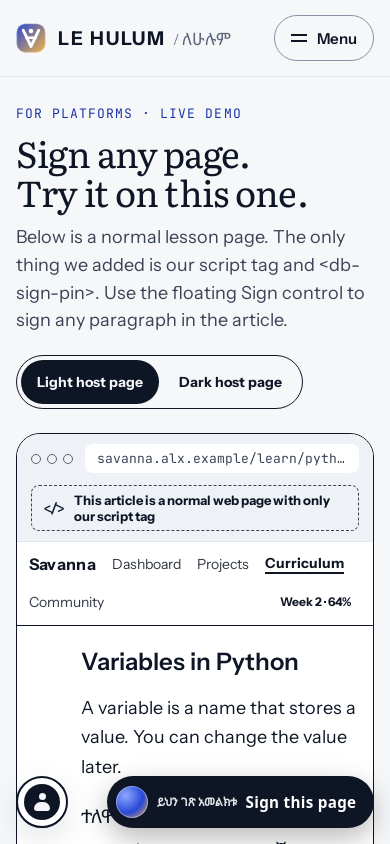 LE HULUM / ለሁሉም
Menu
FOR PLATFORMS · LIVE DEMO
Sign any page.
Try it on this one.
Below is a normal lesson page. The only
thing we added is our script tag and <db-
sign-pin>. Use the floating Sign control to
sign any paragraph in the article.
Light host page Dark host page
savanna.alx.example/learn/pyth…
</> This article is a normal web page with only
our script tag
Savanna Dashboard Projects Curriculum
Community Week 2 · 64%
Variables in Python
A variable is a name that stores a
value. You can change the value
later.
ይህን ገጽ አመልክቱ Sign this page